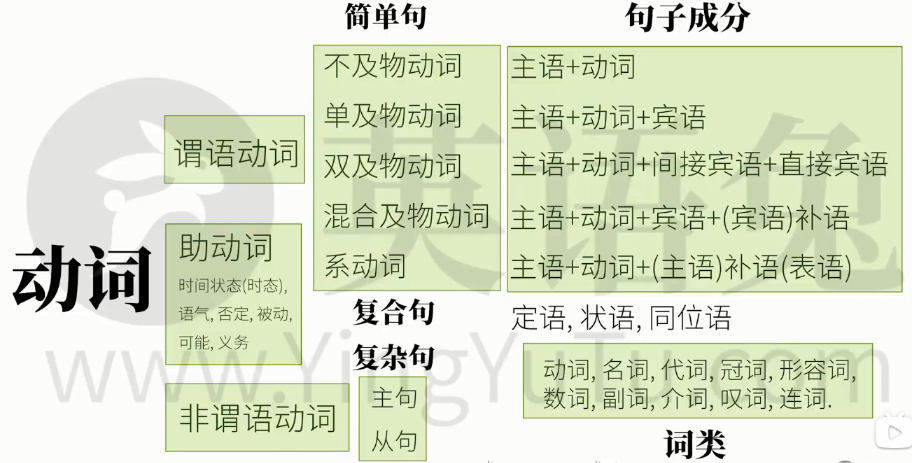 简单句
句子成分
不及物动词
主语+动词
单及物动词
主语+动词+宾语
谓语动词
双及物动词
主语+动词+间接宾语+直接宾语
混合及物动词
主语+动词+宾语+(宾语)补语
系动词
主语+动词+(主语)补语(表语)
动词
助动词
时间状态(时态),
语气, 否定, 被动,
可能, 义务
复合句
定语, 状语, 同位语
复杂句
主句
从句
非谓语动词
动词, 名词, 代词, 冠词, 形容词,
数词, 副词, 介词, 叹词, 连词.
词类
英语兔
www.YingYuTu.com